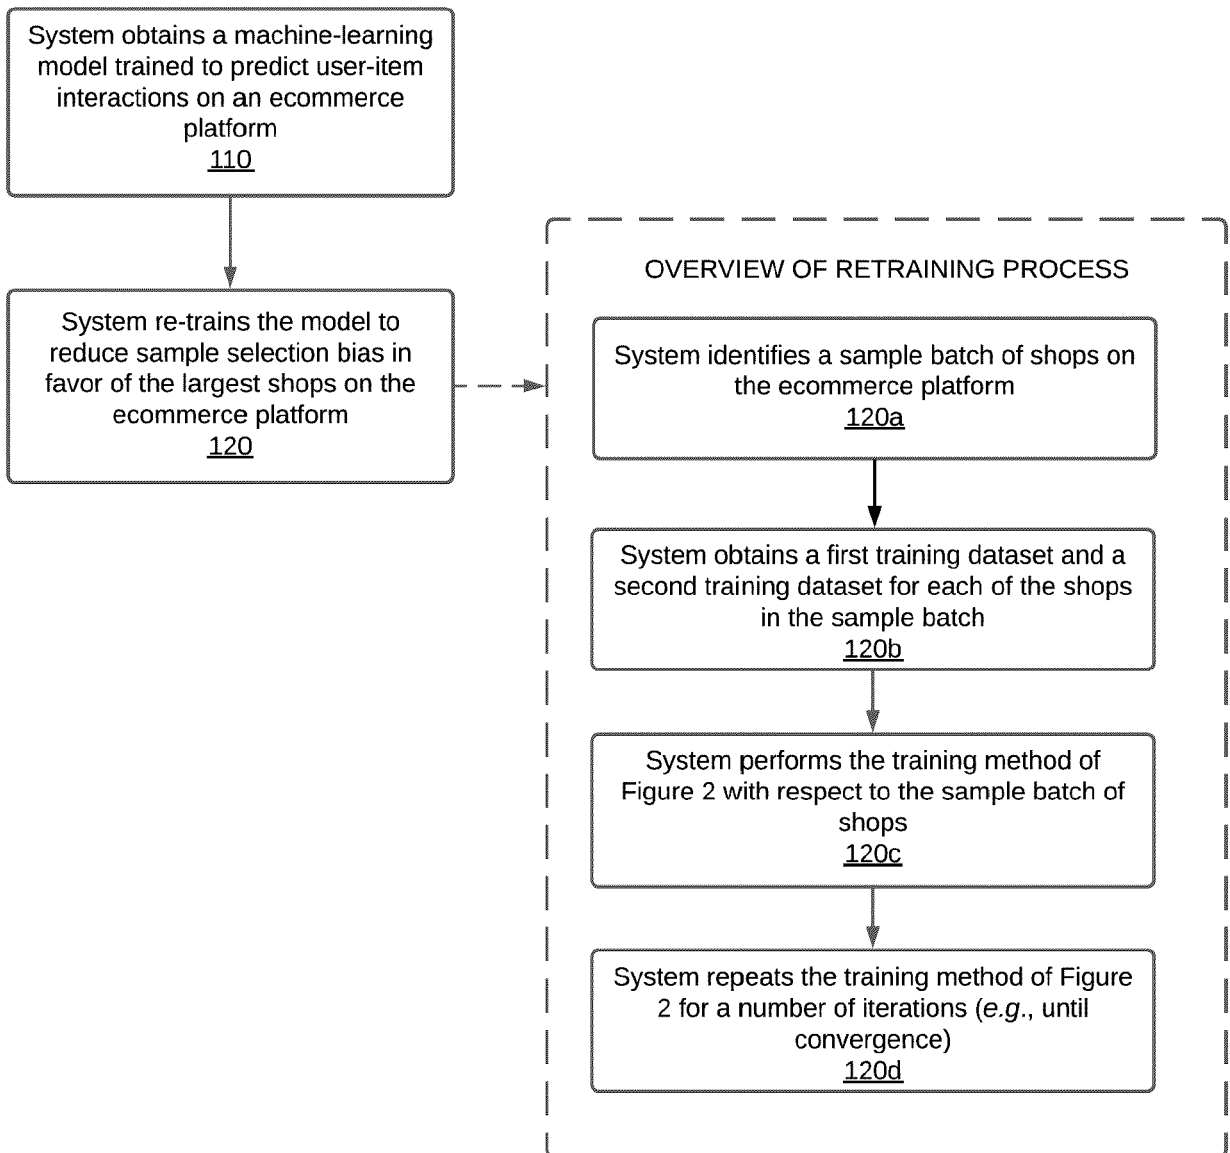 System obtains a machine-learning
model trained to predict user-item
interactions on an ecommerce
platform
110
System re-trains the model to
reduce sample selection bias in
favor of the largest shops on the
ecommerce platform
120
OVERVIEW OF RETRAINING PROCESS
System identifies a sample batch of shops on
the ecommerce platform
120a
System obtains a first training dataset and a
second training dataset for each of the shops
in the sample batch
120b
System performs the training method of
Figure 2 with respect to the sample batch of
shops
120c
System repeats the training method of Figure
2 for a number of iterations (e.g., until
convergence)
120d